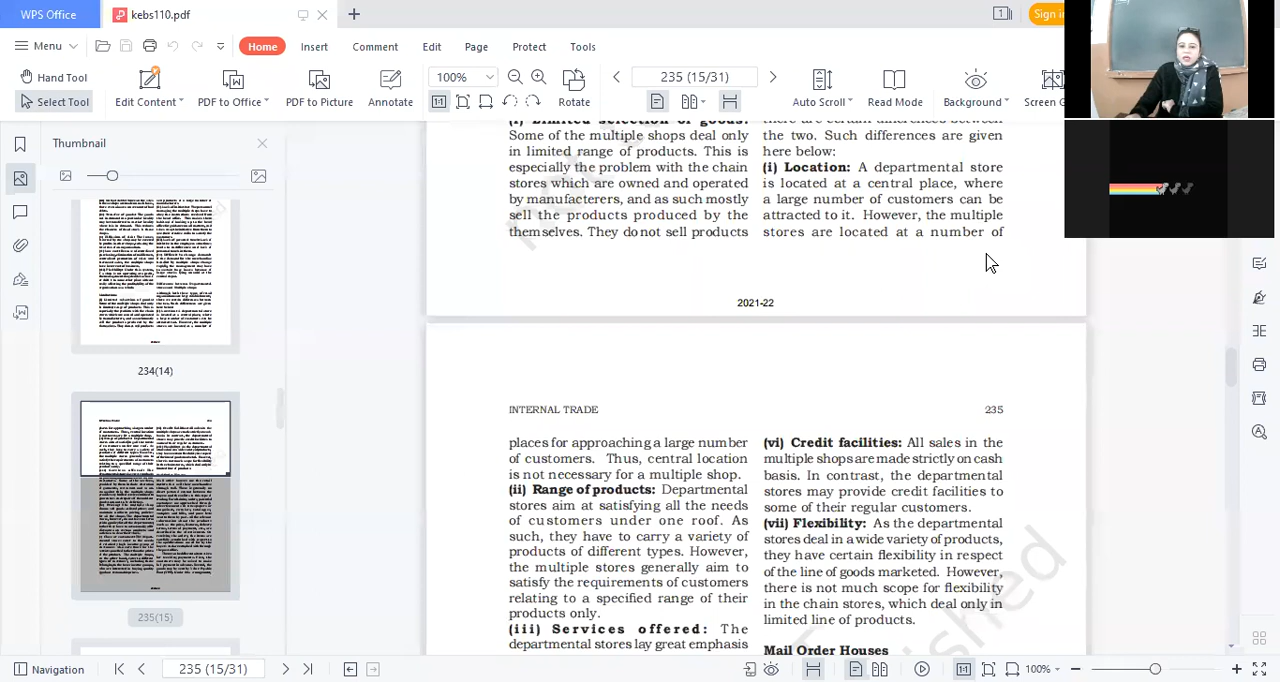 WPS Office
kebs110.pdf
1
Sign in
Menu
Home
Insert
Comment
Edit
Page
Protect
Tools
Hand Tool
Select Tool
Edit Content
PDF to Office
PDF to Picture
Annotate
100%
1:1
Rotate
235 (15/31)
Auto Scroll
Read Mode
Background
Screen G
Thumbnail
234(14)
235(15)
(i) Limited selection of goods:
Some of the multiple shops deal only
in limited range of products. This is
especially the problem with the chain
stores which are owned and operated
by manufacturers, and as such mostly
sell the products produced by the
themselves. They do not sell products
there are certain differences between
the two. Such differences are given
here below:
(i) Location: A departmental store
is located at a central place, where
a large number of customers can be
attracted to it. However, the multiple
stores are located at a number of
2021-22
INTERNAL TRADE
235
places for approaching a large number
of customers. Thus, central location
is not necessary for a multiple shop.
(ii) Range of products: Departmental
stores aim at satisfying all the needs
of customers under one roof. As
such, they have to carry a variety of
products of different types. However,
the multiple stores generally aim to
satisfy the requirements of customers
relating to a specified range of their
products only.
(iii) Services offered: The
departmental stores lay great emphasis
(vi) Credit facilities: All sales in the
multiple shops are made strictly on cash
basis. In contrast, the departmental
stores may provide credit facilities to
some of their regular customers.
(vii) Flexibility: As the departmental
stores deal in a wide variety of products,
they have certain flexibility in respect
of the line of goods marketed. However,
there is not much scope for flexibility
in the chain stores, which deal only in
limited line of products.
Mail Order Houses
Navigation
235 (15/31)
1:1
100%